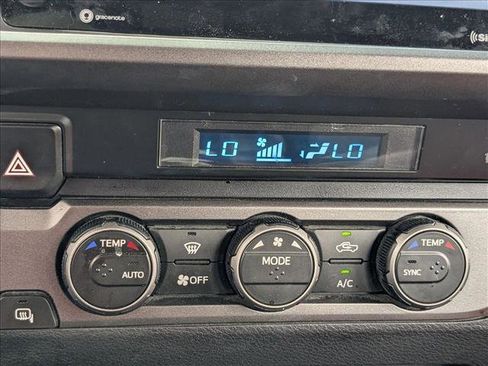 gracenote
LO LO
TEMP
AUTO
OFF
MODE
A/C
TEMP
SYNC